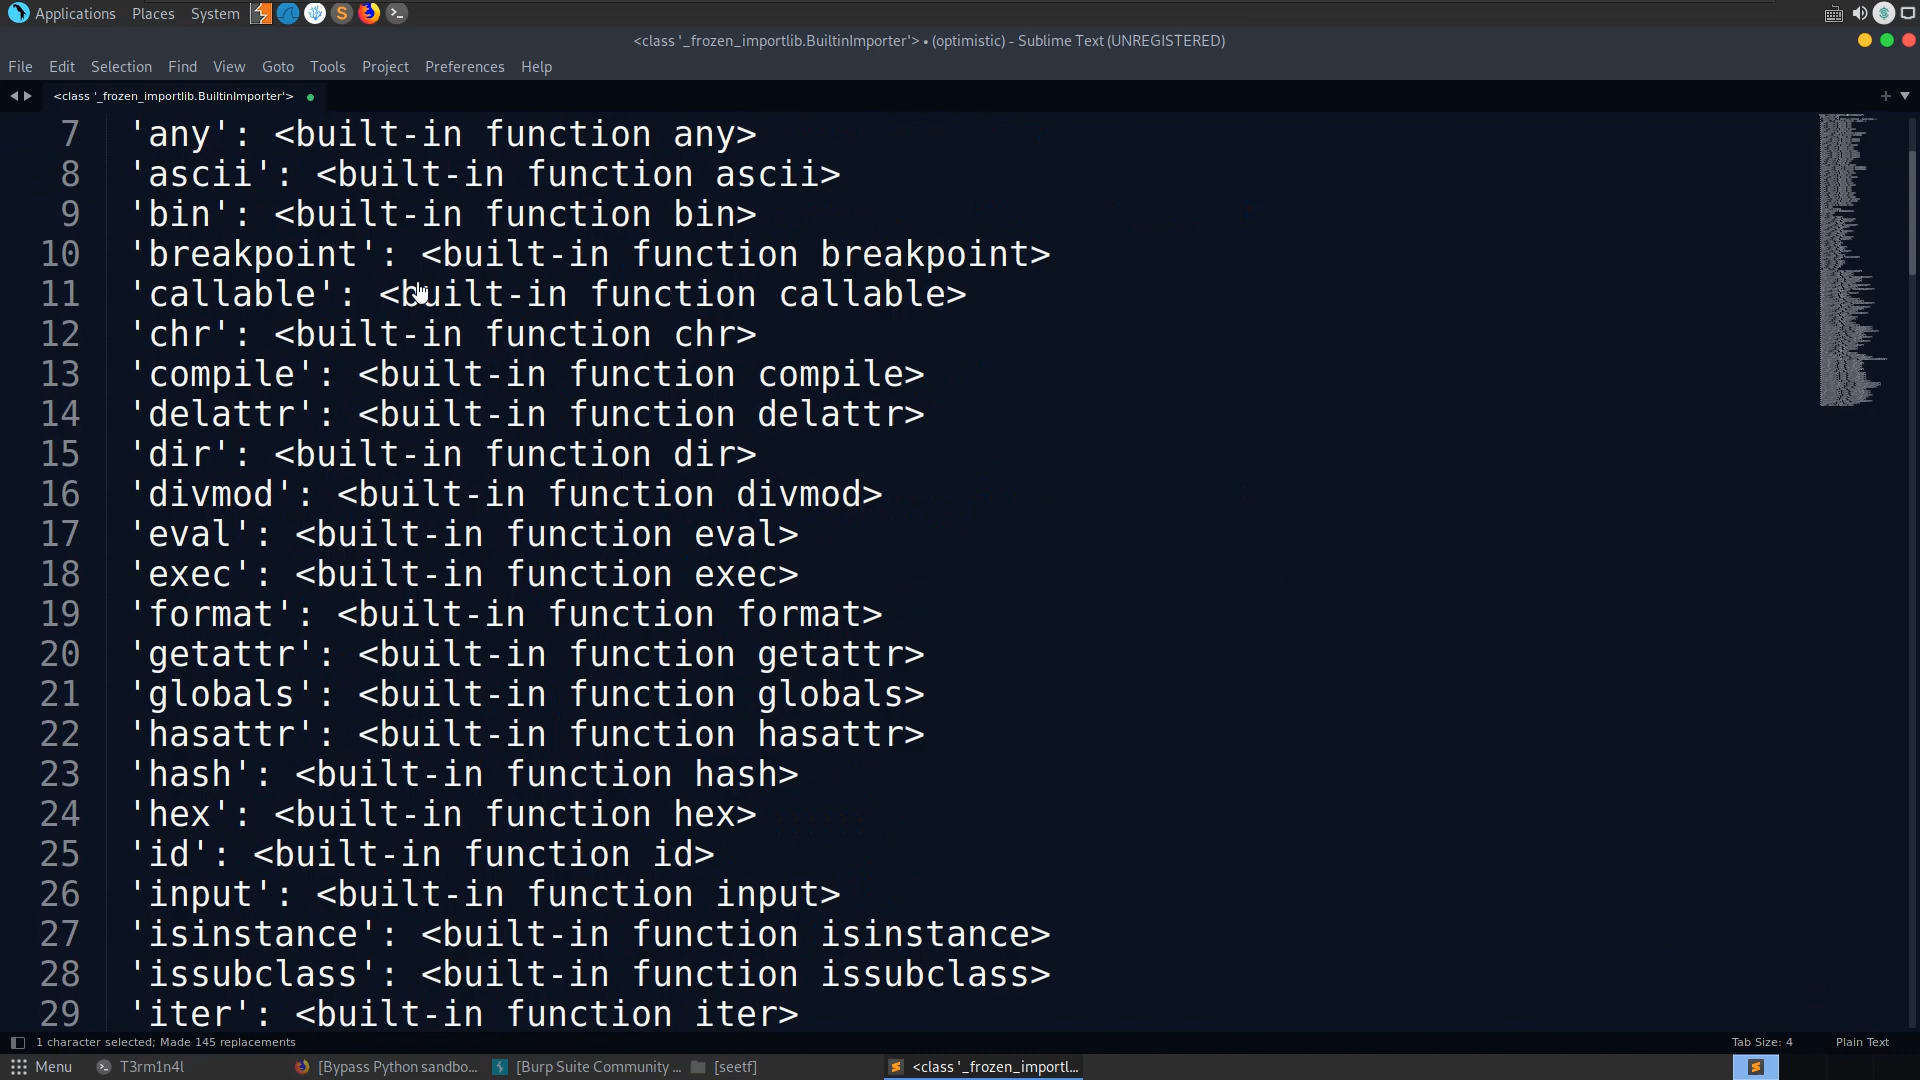 Applications Places System
<class '_frozen_importlib.BuiltinImporter'> • (optimistic) - Sublime Text (UNREGISTERED)
File Edit Selection Find View Goto Tools Project Preferences Help
<class '_frozen_importlib.BuiltinImporter'>
7 'any': <built-in function any>
8 'ascii': <built-in function ascii>
9 'bin': <built-in function bin>
10 'breakpoint': <built-in function breakpoint>
11 'callable': <built-in function callable>
12 'chr': <built-in function chr>
13 'compile': <built-in function compile>
14 'delattr': <built-in function delattr>
15 'dir': <built-in function dir>
16 'divmod': <built-in function divmod>
17 'eval': <built-in function eval>
18 'exec': <built-in function exec>
19 'format': <built-in function format>
20 'getattr': <built-in function getattr>
21 'globals': <built-in function globals>
22 'hasattr': <built-in function hasattr>
23 'hash': <built-in function hash>
24 'hex': <built-in function hex>
25 'id': <built-in function id>
26 'input': <built-in function input>
27 'isinstance': <built-in function isinstance>
28 'issubclass': <built-in function issubclass>
29 'iter': <built-in function iter>
1 character selected; Made 145 replacements Tab Size: 4 Plain Text
Menu T3rm1n4l [Bypass Python sandbo... [Burp Suite Community ... [seetf] <class '_frozen_importl...